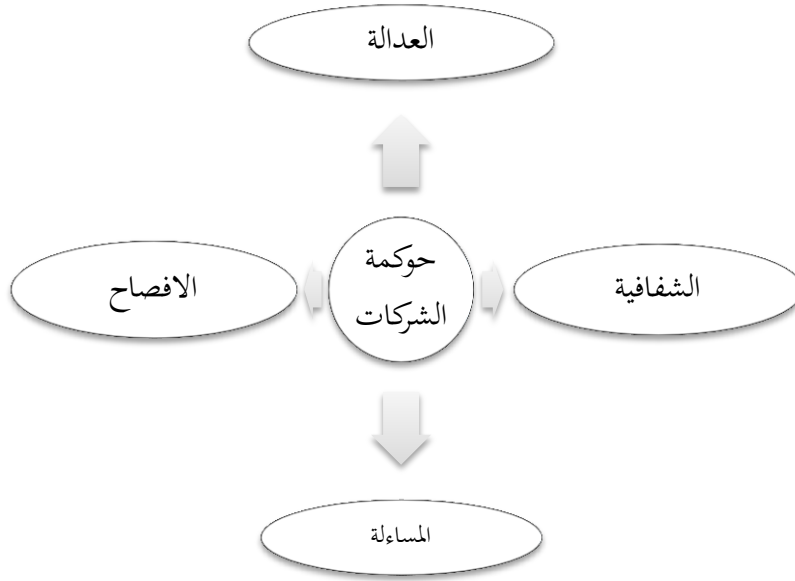 العدالة
حوكمة
الشركات
الشفافية
الافصاح
المساءلة